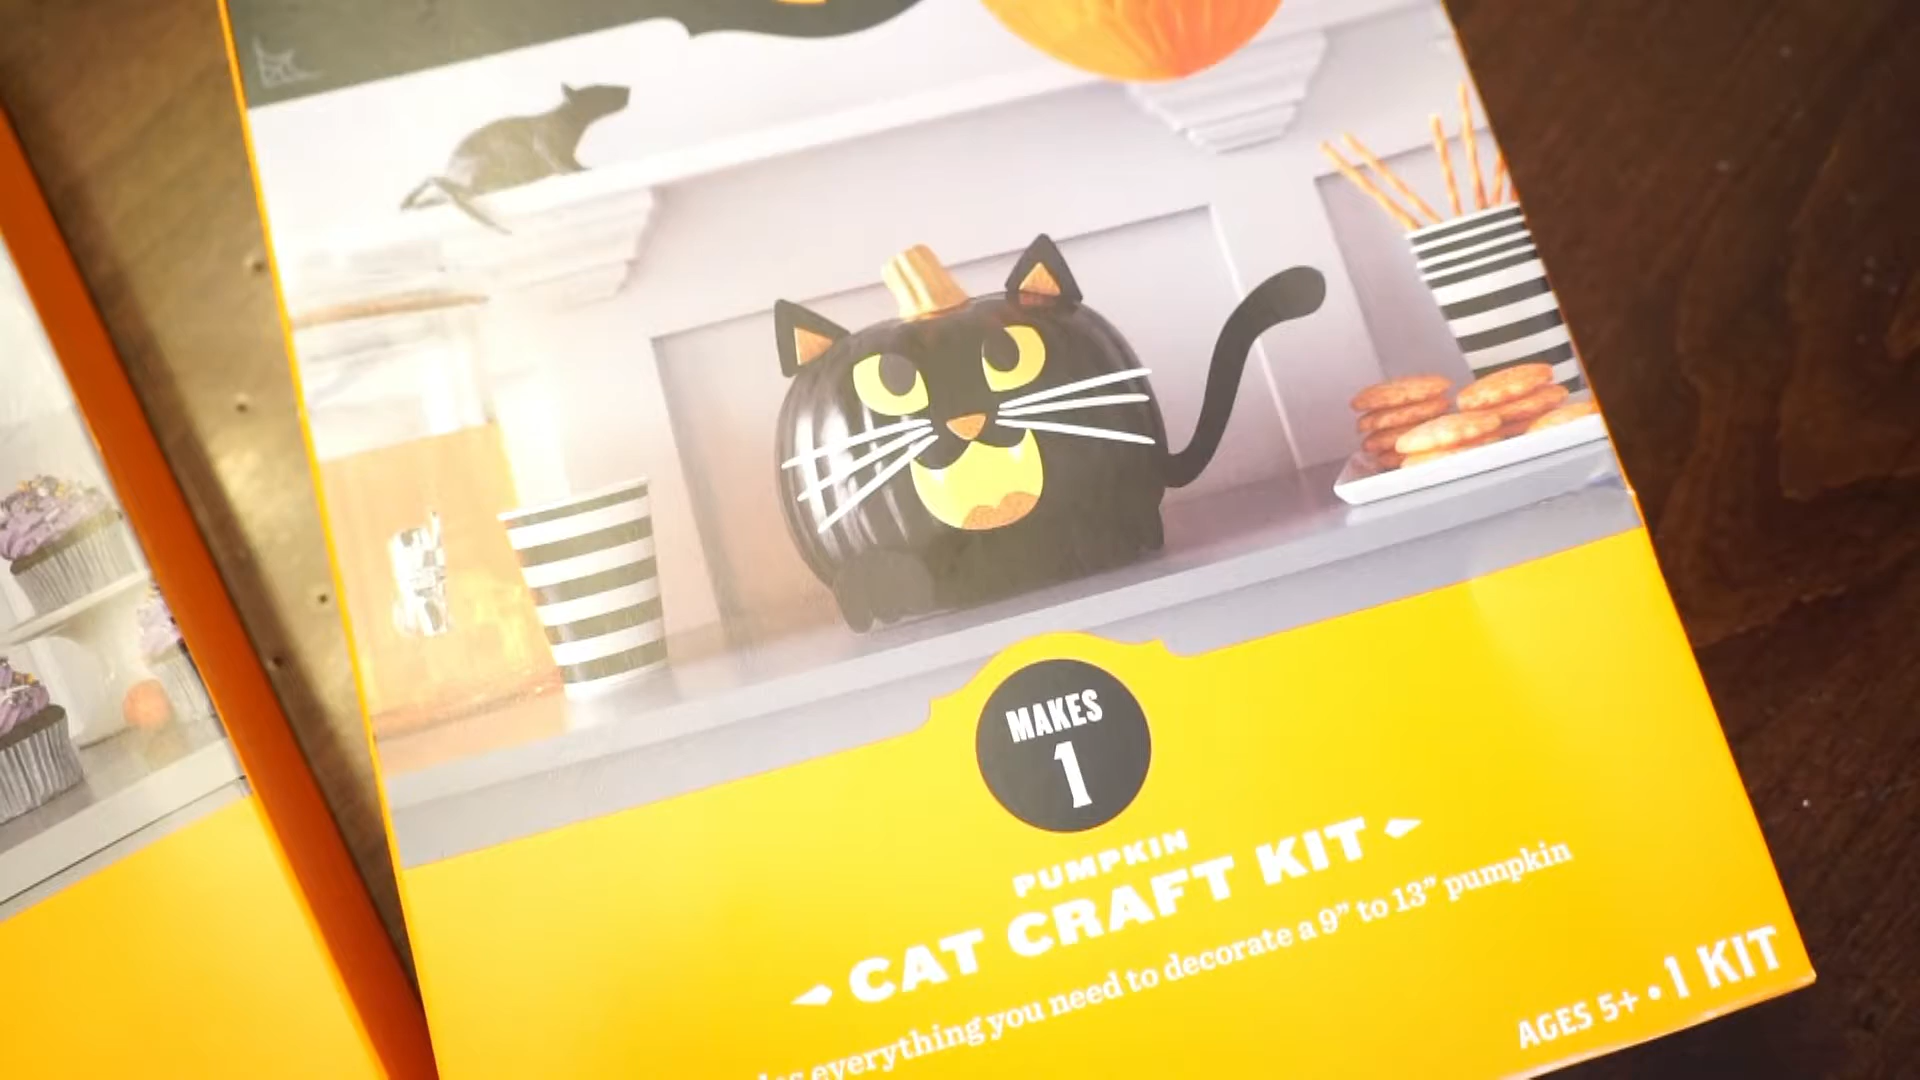 MAKES
1
PUMPKIN
CAT CRAFT KIT
everything you need to decorate a 9” to 13” pumpkin
AGES 5+ • 1 KIT